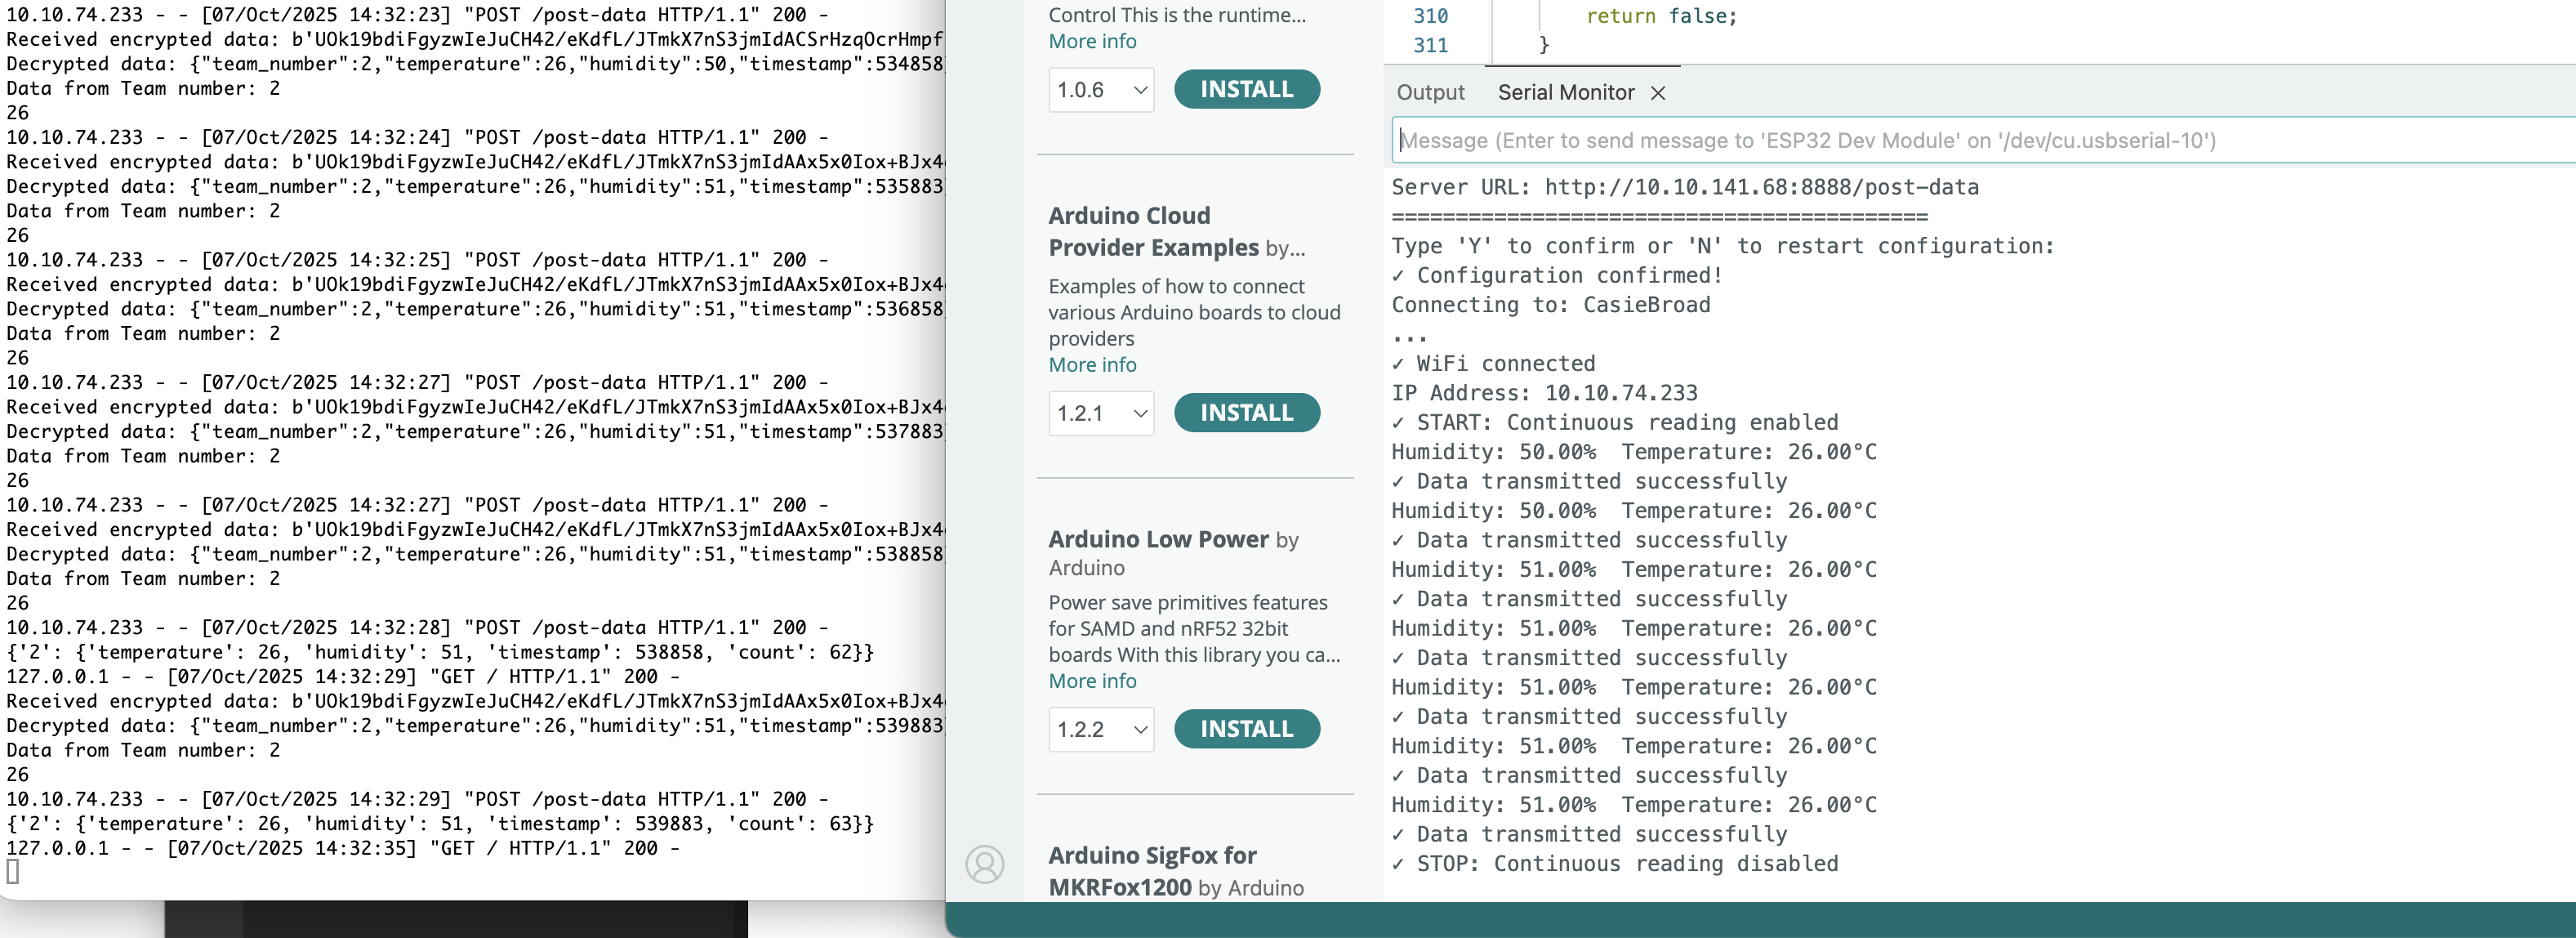 10.10.74.233 - - [07/Oct/2025 14:32:23] "POST /post-data HTTP/1.1" 200 -
Received encrypted data: b'UOk19bdiFgyzwIeJuCH42/eKdfL/JTmkX7nS3jmIdACSrHzqOcrHmpf
Decrypted data: {"team_number":2,"temperature":26,"humidity":50,"timestamp":534858
Data from Team number: 2
26
10.10.74.233 - - [07/Oct/2025 14:32:24] "POST /post-data HTTP/1.1" 200 -
Received encrypted data: b'UOk19bdiFgyzwIeJuCH42/eKdfL/JTmkX7nS3jmIdAAx5x0Iox+BJx4
Decrypted data: {"team_number":2,"temperature":26,"humidity":51,"timestamp":535883
Data from Team number: 2
26
10.10.74.233 - - [07/Oct/2025 14:32:25] "POST /post-data HTTP/1.1" 200 -
Received encrypted data: b'UOk19bdiFgyzwIeJuCH42/eKdfL/JTmkX7nS3jmIdAAx5x0Iox+BJx4
Decrypted data: {"team_number":2,"temperature":26,"humidity":51,"timestamp":536858
Data from Team number: 2
26
10.10.74.233 - - [07/Oct/2025 14:32:27] "POST /post-data HTTP/1.1" 200 -
Received encrypted data: b'UOk19bdiFgyzwIeJuCH42/eKdfL/JTmkX7nS3jmIdAAx5x0Iox+BJx4
Decrypted data: {"team_number":2,"temperature":26,"humidity":51,"timestamp":537883
Data from Team number: 2
26
10.10.74.233 - - [07/Oct/2025 14:32:27] "POST /post-data HTTP/1.1" 200 -
Received encrypted data: b'UOk19bdiFgyzwIeJuCH42/eKdfL/JTmkX7nS3jmIdAAx5x0Iox+BJx4
Decrypted data: {"team_number":2,"temperature":26,"humidity":51,"timestamp":538858
Data from Team number: 2
26
10.10.74.233 - - [07/Oct/2025 14:32:28] "POST /post-data HTTP/1.1" 200 -
{'2': {'temperature': 26, 'humidity': 51, 'timestamp': 538858, 'count': 62}}
127.0.0.1 - - [07/Oct/2025 14:32:29] "GET / HTTP/1.1" 200 -
Received encrypted data: b'UOk19bdiFgyzwIeJuCH42/eKdfL/JTmkX7nS3jmIdAAx5x0Iox+BJx4
Decrypted data: {"team_number":2,"temperature":26,"humidity":51,"timestamp":539883
Data from Team number: 2
26
10.10.74.233 - - [07/Oct/2025 14:32:29] "POST /post-data HTTP/1.1" 200 -
{'2': {'temperature': 26, 'humidity': 51, 'timestamp': 539883, 'count': 63}}
127.0.0.1 - - [07/Oct/2025 14:32:35] "GET / HTTP/1.1" 200 -
Control This is the runtime...
More info
1.0.6 INSTALL
Arduino Cloud
Provider Examples by...
Examples of how to connect
various Arduino boards to cloud
providers
More info
1.2.1 INSTALL
Arduino Low Power by
Arduino
Power save primitives features
for SAMD and nRF52 32bit
boards With this library you ca...
More info
1.2.2 INSTALL
Arduino SigFox for
MKRFox1200 by Arduino
310 return false;
311 }
Output Serial Monitor
Message (Enter to send message to 'ESP32 Dev Module' on '/dev/cu.usbserial-10')
Server URL: http://10.10.141.68:8888/post-data
==========================================
Type 'Y' to confirm or 'N' to restart configuration:
✓ Configuration confirmed!
Connecting to: CasieBroad
...
✓ WiFi connected
IP Address: 10.10.74.233
✓ START: Continuous reading enabled
Humidity: 50.00%  Temperature: 26.00°C
✓ Data transmitted successfully
Humidity: 50.00%  Temperature: 26.00°C
✓ Data transmitted successfully
Humidity: 51.00%  Temperature: 26.00°C
✓ Data transmitted successfully
Humidity: 51.00%  Temperature: 26.00°C
✓ Data transmitted successfully
Humidity: 51.00%  Temperature: 26.00°C
✓ Data transmitted successfully
Humidity: 51.00%  Temperature: 26.00°C
✓ Data transmitted successfully
Humidity: 51.00%  Temperature: 26.00°C
✓ Data transmitted successfully
✓ STOP: Continuous reading disabled